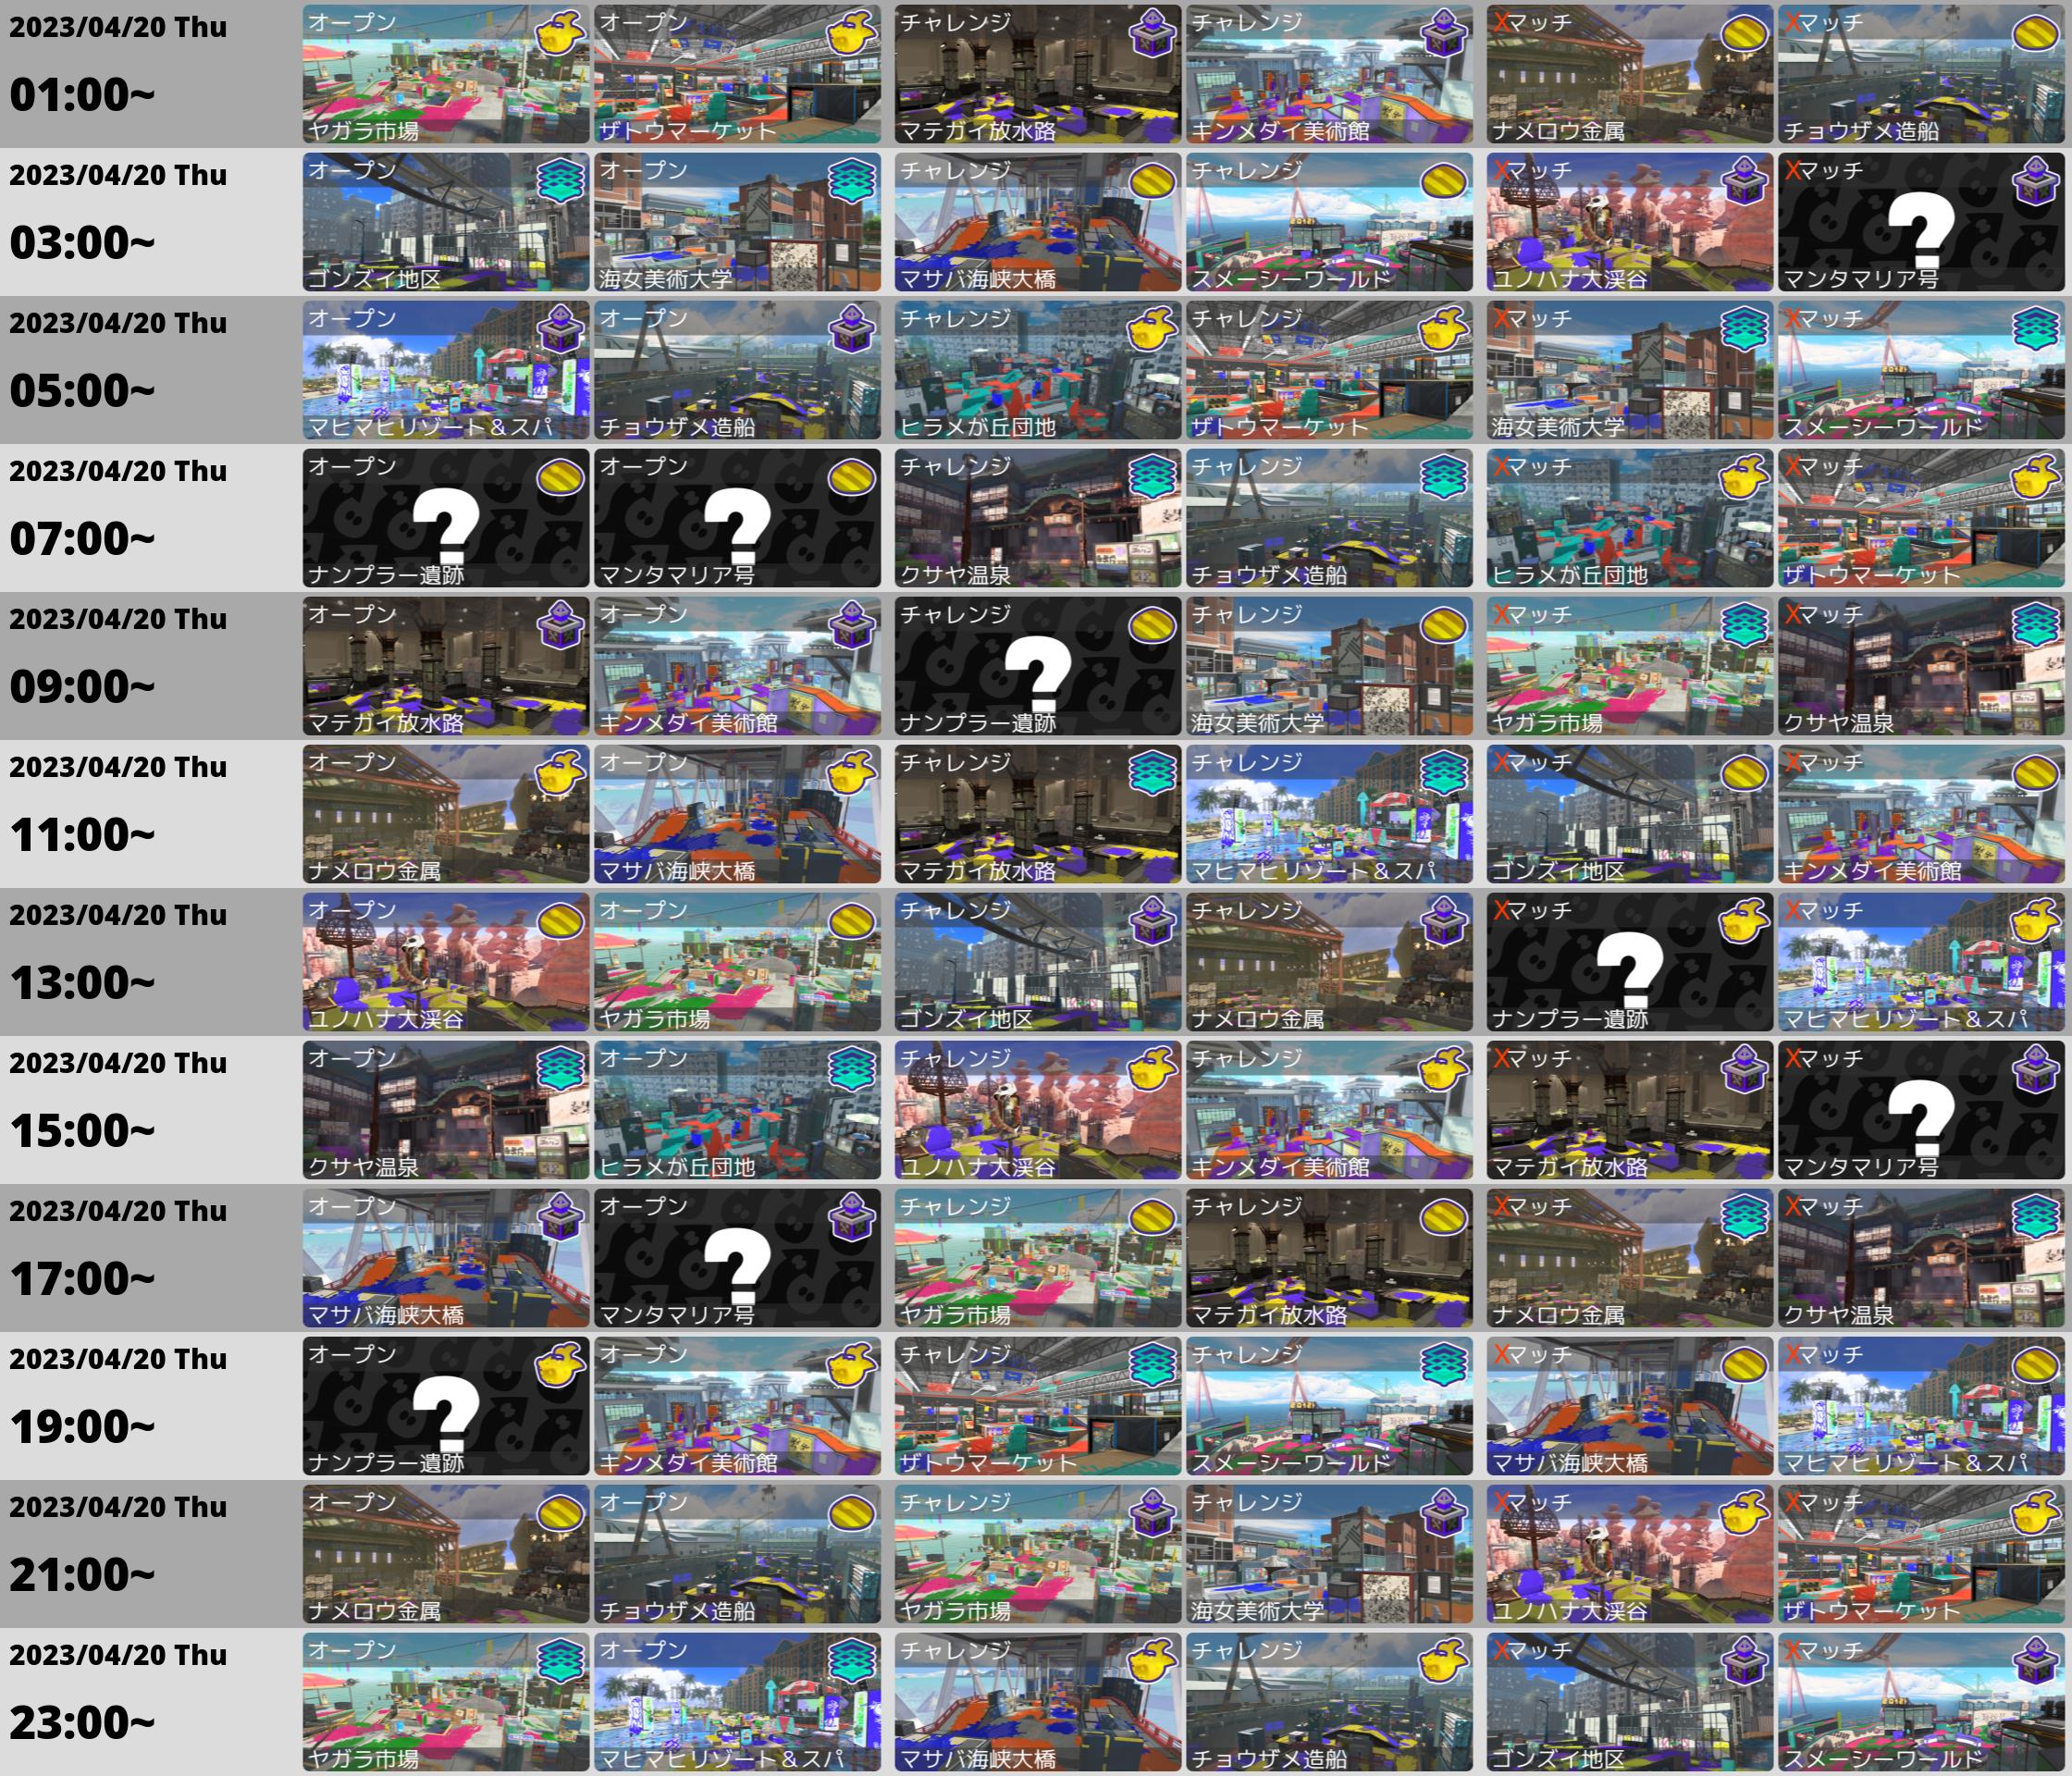 2023/04/20 Thu
01:00~
オープン
ヤガラ市場
オープン
ザトウマーケット
チャレンジ
マテガイ放水路
チャレンジ
キンメダイ美術館
Xマッチ
ナメロウ金属
Xマッチ
チョウザメ造船
2023/04/20 Thu
03:00~
オープン
ゴンズイ地区
オープン
海女美術大学
チャレンジ
マサバ海峡大橋
チャレンジ
スメーシーワールド
Xマッチ
ユノハナ大渓谷
Xマッチ
?
マンタマリア号
2023/04/20 Thu
05:00~
オープン
マヒマヒリゾート&スパ
オープン
チョウザメ造船
チャレンジ
ヒラメが丘団地
チャレンジ
ザトウマーケット
Xマッチ
海女美術大学
Xマッチ
スメーシーワールド
2023/04/20 Thu
07:00~
オープン
?
ナンプラー遺跡
オープン
?
マンタマリア号
チャレンジ
クサヤ温泉
チャレンジ
チョウザメ造船
Xマッチ
ヒラメが丘団地
Xマッチ
ザトウマーケット
2023/04/20 Thu
09:00~
オープン
マテガイ放水路
オープン
キンメダイ美術館
チャレンジ
?
ナンプラー遺跡
チャレンジ
海女美術大学
Xマッチ
ヤガラ市場
Xマッチ
クサヤ温泉
2023/04/20 Thu
11:00~
オープン
ナメロウ金属
オープン
マサバ海峡大橋
チャレンジ
マテガイ放水路
チャレンジ
マヒマヒリゾート&スパ
Xマッチ
ゴンズイ地区
Xマッチ
キンメダイ美術館
2023/04/20 Thu
13:00~
オープン
ユノハナ大渓谷
オープン
ヤガラ市場
チャレンジ
ゴンズイ地区
チャレンジ
ナメロウ金属
Xマッチ
?
ナンプラー遺跡
Xマッチ
マヒマヒリゾート&スパ
2023/04/20 Thu
15:00~
オープン
クサヤ温泉
オープン
ヒラメが丘団地
チャレンジ
ユノハナ大渓谷
チャレンジ
キンメダイ美術館
Xマッチ
マテガイ放水路
Xマッチ
?
マンタマリア号
2023/04/20 Thu
17:00~
オープン
マサバ海峡大橋
オープン
?
マンタマリア号
チャレンジ
ヤガラ市場
チャレンジ
マテガイ放水路
Xマッチ
ナメロウ金属
Xマッチ
クサヤ温泉
2023/04/20 Thu
19:00~
オープン
?
ナンプラー遺跡
オープン
キンメダイ美術館
チャレンジ
ザトウマーケット
チャレンジ
スメーシーワールド
Xマッチ
マサバ海峡大橋
Xマッチ
マヒマヒリゾート&スパ
2023/04/20 Thu
21:00~
オープン
ナメロウ金属
オープン
チョウザメ造船
チャレンジ
ヤガラ市場
チャレンジ
海女美術大学
Xマッチ
ユノハナ大渓谷
Xマッチ
ザトウマーケット
2023/04/20 Thu
23:00~
オープン
ヤガラ市場
オープン
マヒマヒリゾート&スパ
チャレンジ
マサバ海峡大橋
チャレンジ
チョウザメ造船
Xマッチ
ゴンズイ地区
Xマッチ
スメーシーワールド